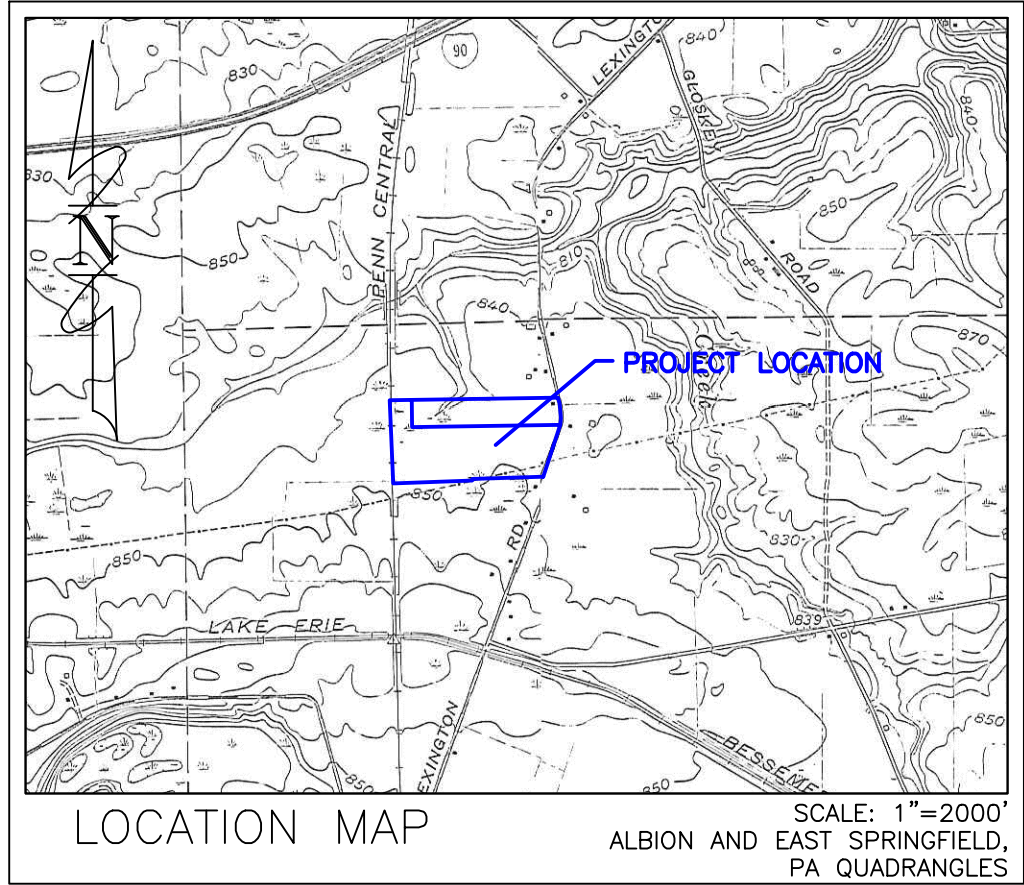 LEXINGTO
840
90
830
GLOSKEY
840
PENN CENTRAL
830
850
N
850
810
ROAD
840
870
Creek
PROJECT LOCATION
850
RD.
830
850
839
LAKE ERIE
850
LEXINGTON
BESSEME
850
850
LOCATION MAP
SCALE: 1"=2000'
ALBION AND EAST SPRINGFIELD,
PA QUADRANGLES